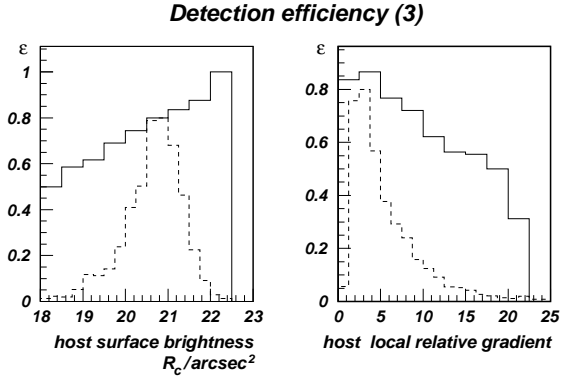 Detection efficiency (3)
ε
1
0.8
0.6
0.4
0.2
0
18 19 20 21 22 23
host surface brightness
R_c/arcsec²
ε
1
0.8
0.6
0.4
0.2
0
0 5 10 15 20 25
host local relative gradient